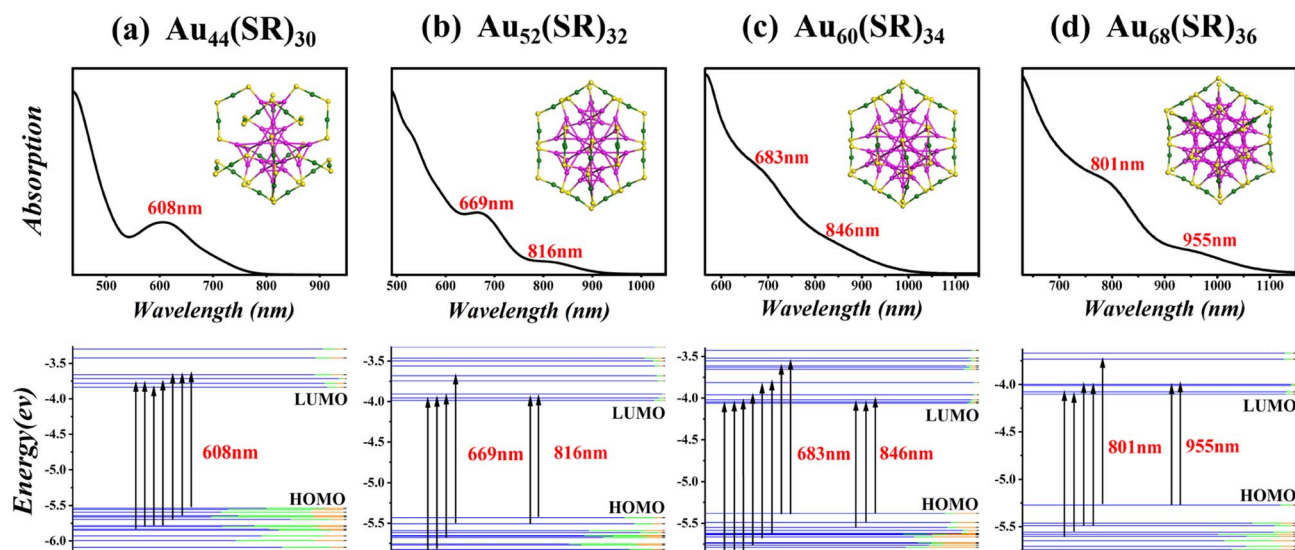 (a) Au44(SR)30
(b) Au52(SR)32
(c) Au60(SR)34
(d) Au68(SR)36
Absorption
608nm
669nm
816nm
683nm
846nm
801nm
955nm
500 600 700 800 900
500 600 700 800 900 1000
600 700 800 900 1000 1100
700 800 900 1000 1100
Wavelength (nm)
Wavelength (nm)
Wavelength (nm)
Wavelength (nm)
Energy(ev)
-3.5
-4.0
-4.5
-5.0
-5.5
-6.0
LUMO
608nm
HOMO
-3.5
-4.0
-4.5
-5.0
-5.5
LUMO
669nm 816nm
HOMO
-3.5
-4.0
-4.5
-5.0
-5.5
LUMO
683nm 846nm
HOMO
-4.0
-4.5
-5.0
-5.5
LUMO
801nm 955nm
HOMO